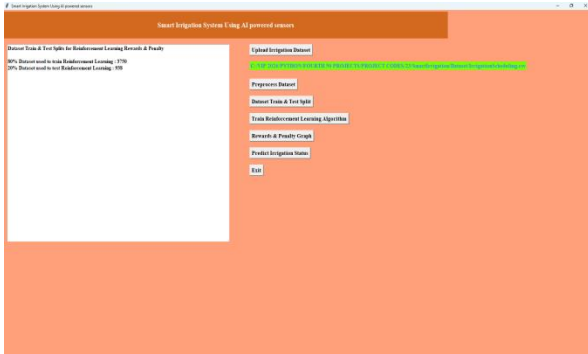 Smart Irrigation System Using AI powered sensors
Smart Irrigation System Using AI powered sensors
Dataset Train & Test Splits for Reinforcement Learning Rewards & Penalty
80% Dataset used to train Reinforcement Learning : 3750
20% Dataset used to test Reinforcement Learning : 938
Upload Irrigation Dataset
Preprocess Dataset
Dataset Train & Test Split
Train Reinforcement Learning Algorithm
Rewards & Penalty Graph
Predict Irrigation Status
Exit